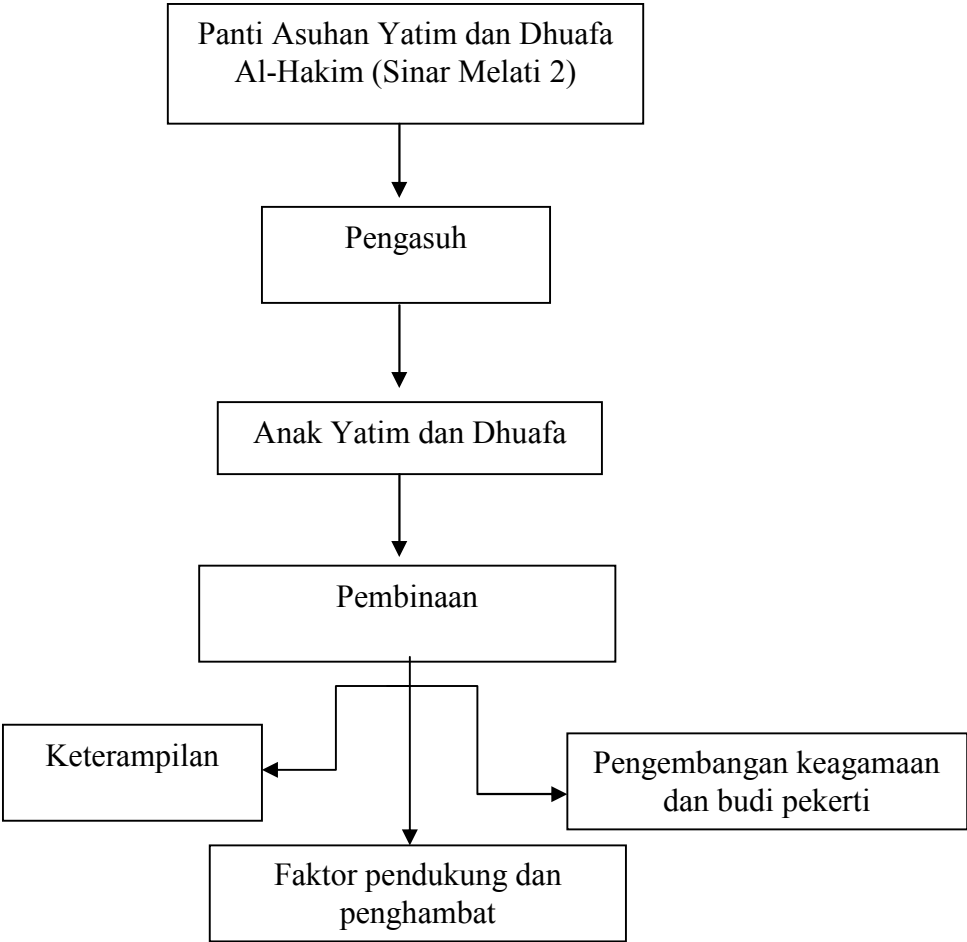 Panti Asuhan Yatim dan Dhuafa
Al-Hakim (Sinar Melati 2)
Pengasuh
Anak Yatim dan Dhuafa
Pembinaan
Keterampilan
Pengembangan keagamaan
dan budi pekerti
Faktor pendukung dan
penghambat